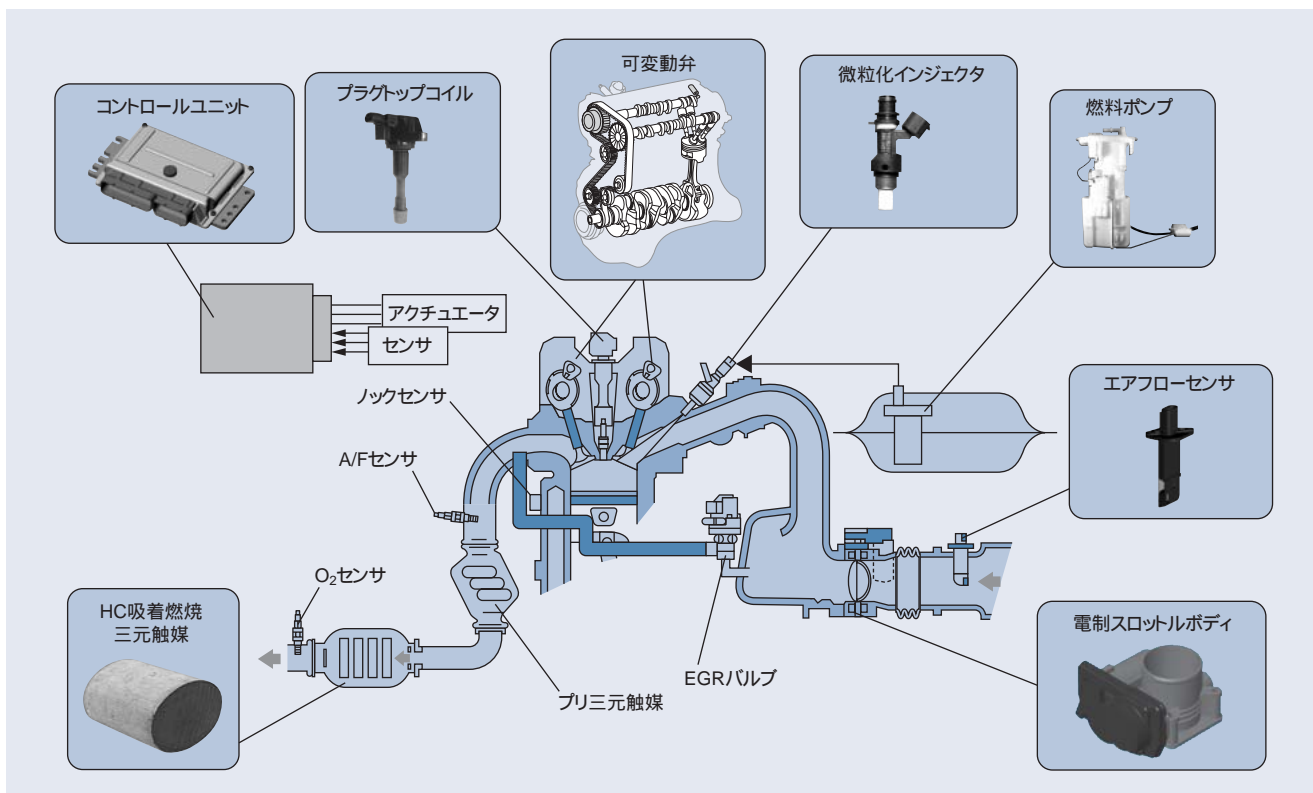 コントロールユニット
プラグトップコイル
可変動弁
微粒化インジェクタ
燃料ポンプ
アクチュエータ
センサ
ノックセンサ
エアフローセンサ
A/Fセンサ
O₂センサ
HC吸着燃焼
三元触媒
プリ三元触媒
EGRバルブ
電制スロットルボディ